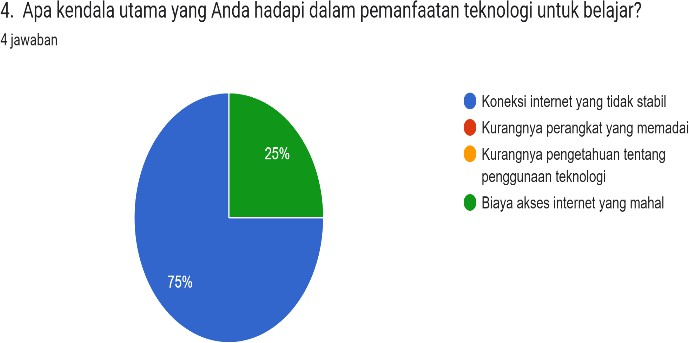 4. Apa kendala utama yang Anda hadapi dalam pemanfaatan teknologi untuk belajar?
4 jawaban
25%
75%
Koneksi internet yang tidak stabil
Kurangnya perangkat yang memadai
Kurangnya pengetahuan tentang
penggunaan teknologi
Biaya akses internet yang mahal